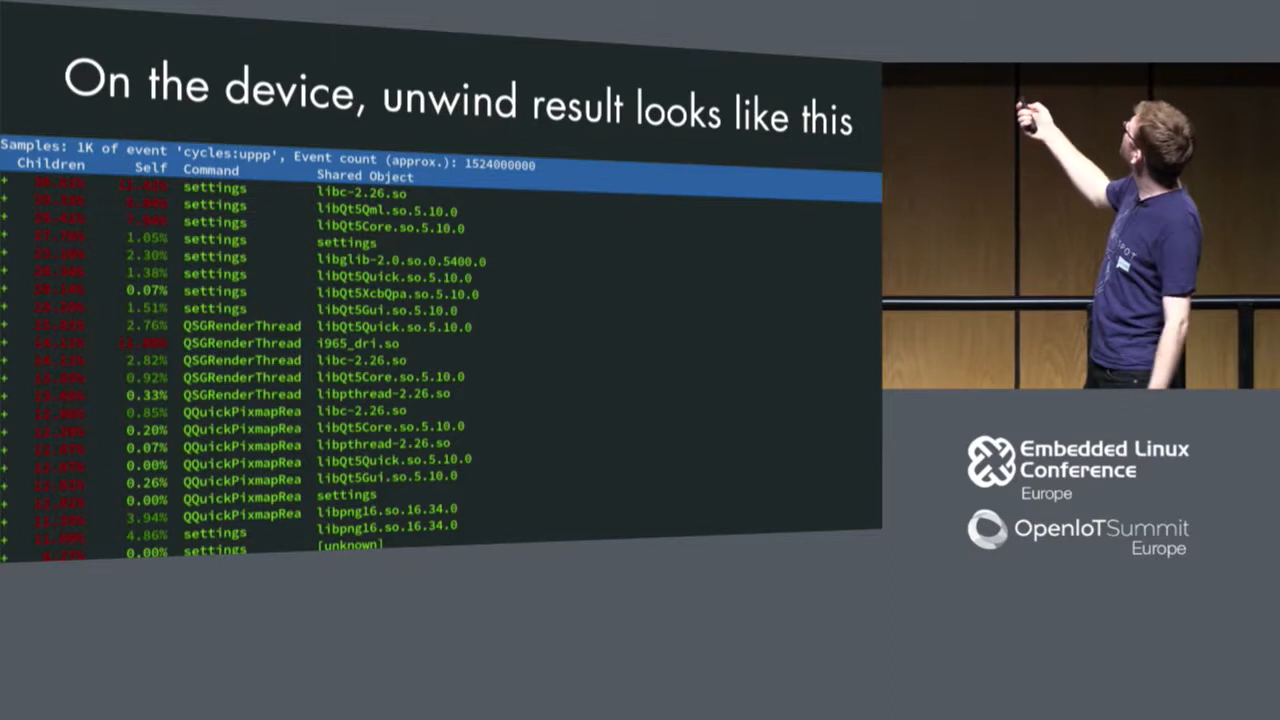 On the device, unwind result looks like this
Samples: 1K of event 'cycles:uppp', Event count (approx.): 1524000000
Children Self Command Shared Object
+ settings libc-2.26.so
+ settings libQt5Qml.so.5.10.0
+ settings libQt5Core.so.5.10.0
+ 1.05% settings settings
+ 2.30% settings libglib-2.0.so.0.5400.0
+ 1.38% settings libQt5Quick.so.5.10.0
+ 0.07% settings libQt5XcbQpa.so.5.10.0
+ 1.51% settings libQt5Gui.so.5.10.0
+ 2.76% QSGRenderThread libQt5Quick.so.5.10.0
+ QSGRenderThread i965_dri.so
+ 2.82% QSGRenderThread libc-2.26.so
+ 0.92% QSGRenderThread libQt5Core.so.5.10.0
+ 0.33% QSGRenderThread libpthread-2.26.so
+ 0.85% QQuickPixmapRea libc-2.26.so
+ 0.20% QQuickPixmapRea libQt5Core.so.5.10.0
+ 0.07% QQuickPixmapRea libpthread-2.26.so
+ 0.00% QQuickPixmapRea libQt5Quick.so.5.10.0
+ 0.26% QQuickPixmapRea libQt5Gui.so.5.10.0
+ 0.00% QQuickPixmapRea settings
+ 3.94% QQuickPixmapRea libpng16.so.16.34.0
+ 4.86% settings libpng16.so.16.34.0
+ 0.00% settings [unknown]
Embedded Linux
Conference
Europe
OpenIoTSummit
Europe